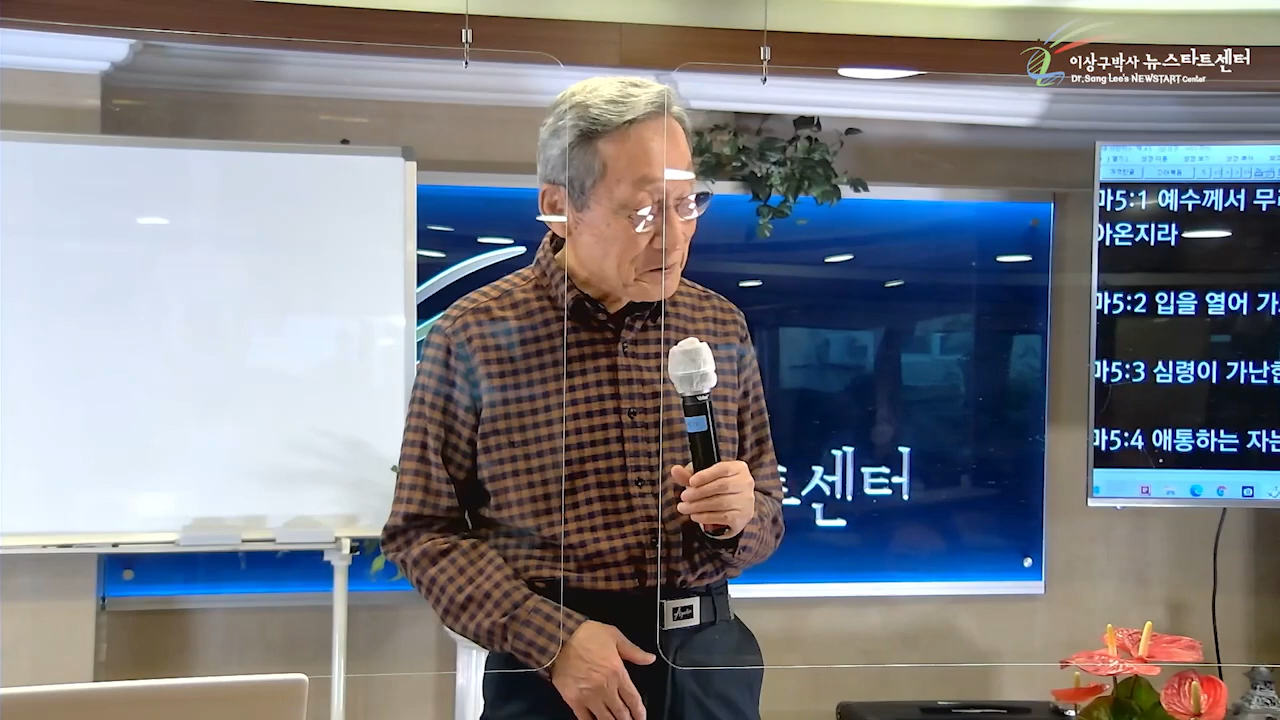 이상구박사 뉴스타트센터
Dr. Sang Lee's NEWSTART Center
마5:1 예수께서 무
아온지라
마5:2 입을 열어 가
마5:3 심령이 가난한
마5:4 애통하는 자는
트센터